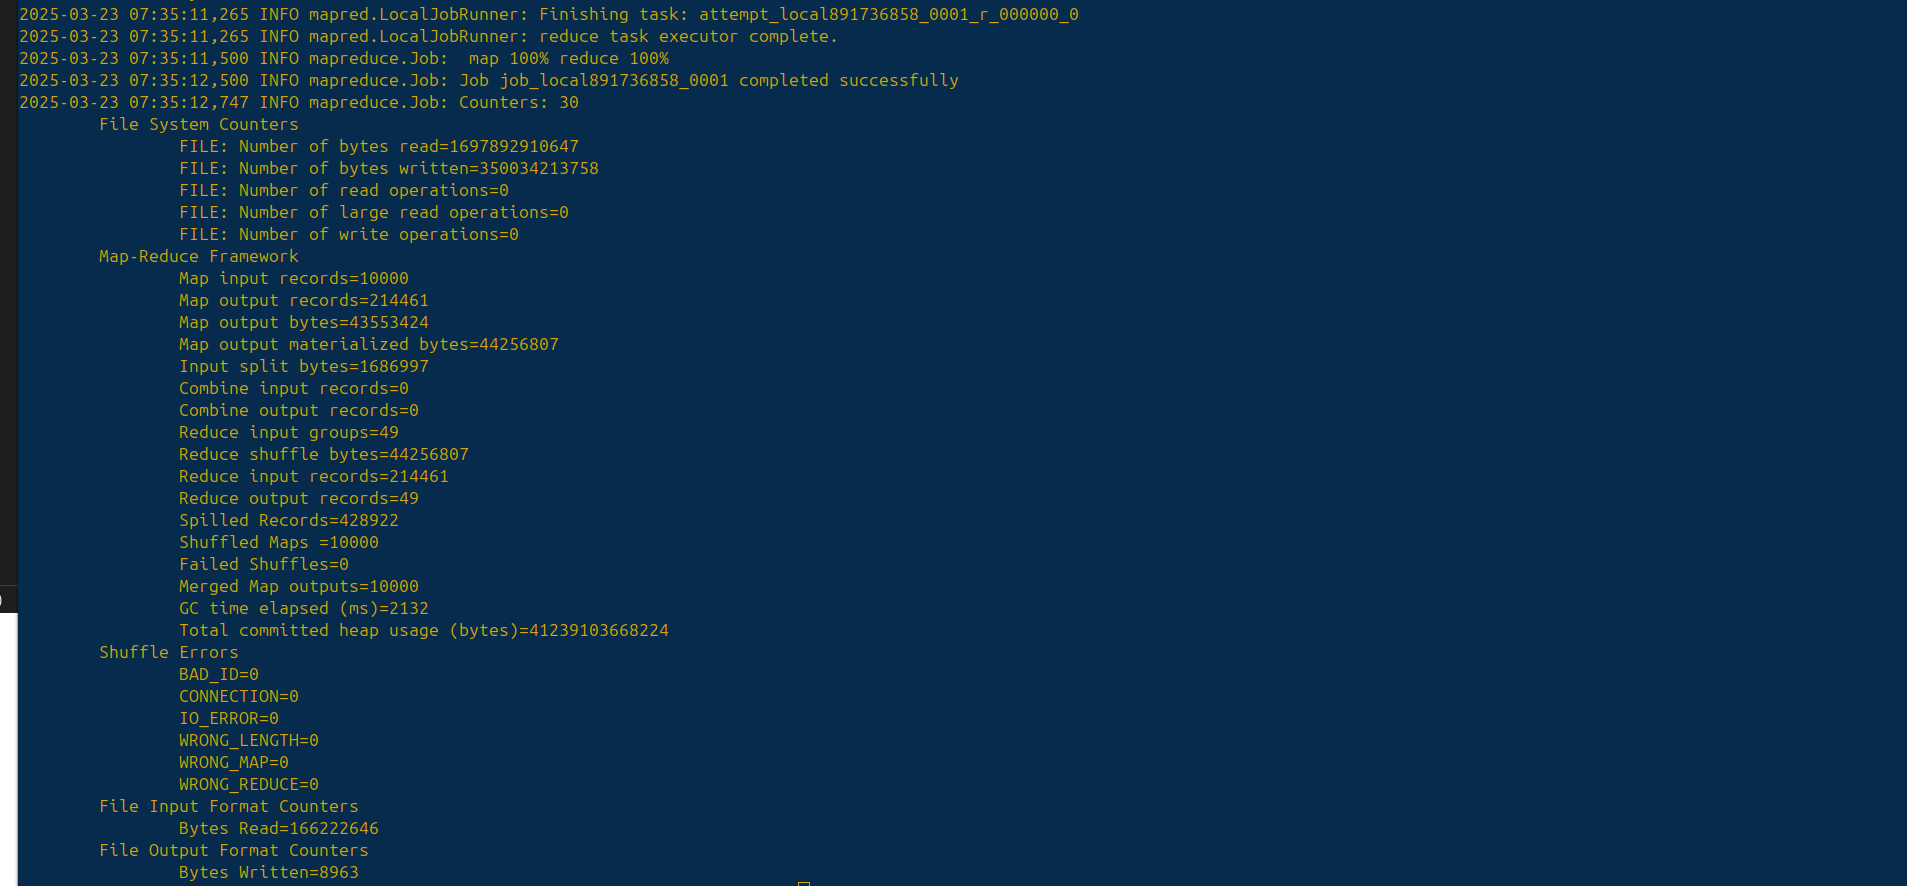 2025-03-23 07:35:11,265 INFO mapred.LocalJobRunner: Finishing task: attempt_local891736858_0001_r_000000_0
2025-03-23 07:35:11,265 INFO mapred.LocalJobRunner: reduce task executor complete.
2025-03-23 07:35:11,500 INFO mapreduce.Job:  map 100% reduce 100%
2025-03-23 07:35:12,500 INFO mapreduce.Job: Job job_local891736858_0001 completed successfully
2025-03-23 07:35:12,747 INFO mapreduce.Job: Counters: 30
File System Counters
FILE: Number of bytes read=1697892910647
FILE: Number of bytes written=350034213758
FILE: Number of read operations=0
FILE: Number of large read operations=0
FILE: Number of write operations=0
Map-Reduce Framework
Map input records=10000
Map output records=214461
Map output bytes=43553424
Map output materialized bytes=44256807
Input split bytes=1686997
Combine input records=0
Combine output records=0
Reduce input groups=49
Reduce shuffle bytes=44256807
Reduce input records=214461
Reduce output records=49
Spilled Records=428922
Shuffled Maps =10000
Failed Shuffles=0
Merged Map outputs=10000
GC time elapsed (ms)=2132
Total committed heap usage (bytes)=41239103668224
Shuffle Errors
BAD_ID=0
CONNECTION=0
IO_ERROR=0
WRONG_LENGTH=0
WRONG_MAP=0
WRONG_REDUCE=0
File Input Format Counters
Bytes Read=166222646
File Output Format Counters
Bytes Written=8963